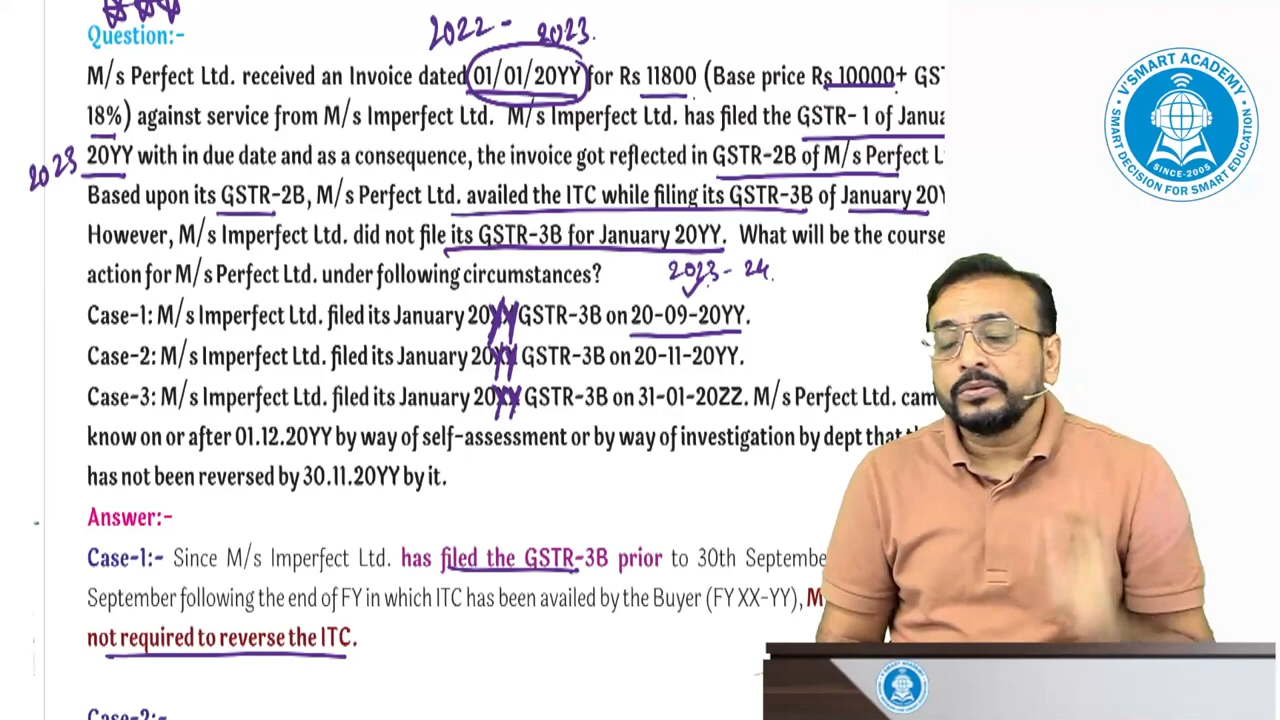 2022 - 2023.
Question:-
M/s Perfect Ltd. received an Invoice dated 01/01/20YY for Rs 11800 (Base price Rs 10000+ GST
18%) against service from M/s Imperfect Ltd. M/s Imperfect Ltd. has filed the GSTR- 1 of Janua
2023
20YY with in due date and as a consequence, the invoice got reflected in GSTR-2B of M/s Perfect L
Based upon its GSTR-2B, M/s Perfect Ltd. availed the ITC while filing its GSTR-3B of January 20Y
However, M/s Imperfect Ltd. did not file its GSTR-3B for January 20YY. What will be the course
action for M/s Perfect Ltd. under following circumstances?
2023- 24.
Case-1: M/s Imperfect Ltd. filed its January 20YY GSTR-3B on 20-09-20YY.
Case-2: M/s Imperfect Ltd. filed its January 20YY GSTR-3B on 20-11-20YY.
Case-3: M/s Imperfect Ltd. filed its January 20YY GSTR-3B on 31-01-20ZZ. M/s Perfect Ltd. cam
know on or after 01.12.20YY by way of self-assessment or by way of investigation by dept that
has not been reversed by 30.11.20YY by it.
Answer:-
Case-1:- Since M/s Imperfect Ltd. has filed the GSTR-3B prior to 30th Septembe
September following the end of FY in which ITC has been availed by the Buyer (FY XX-YY), M
not required to reverse the ITC.
Case-2:-
V'SMART ACADEMY
SINCE-2005
SMART DECISION FOR SMART EDUCATION
V'SMART ACADEMY